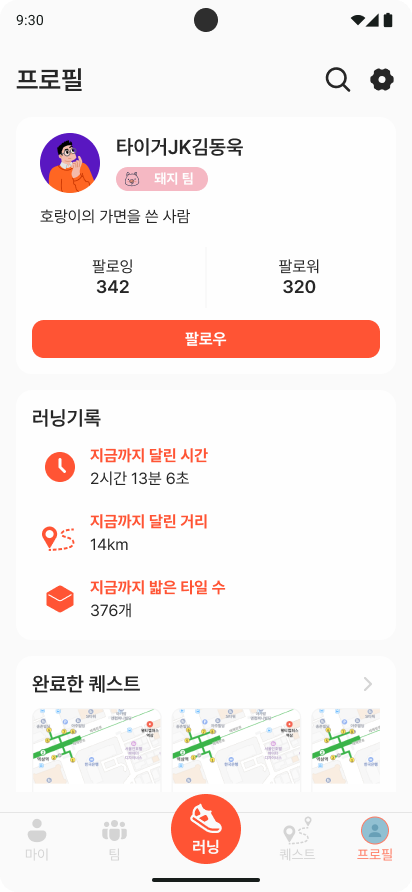 9:30
프로필
타이거JK김동욱
돼지 팀
호랑이의 가면을 쓴 사람
팔로잉
342
팔로워
320
팔로우
러닝기록
지금까지 달린 시간
2시간 13분 6초
지금까지 달린 거리
14km
지금까지 밟은 타일 수
376개
완료한 퀘스트
마이
팀
러닝
퀘스트
프로필